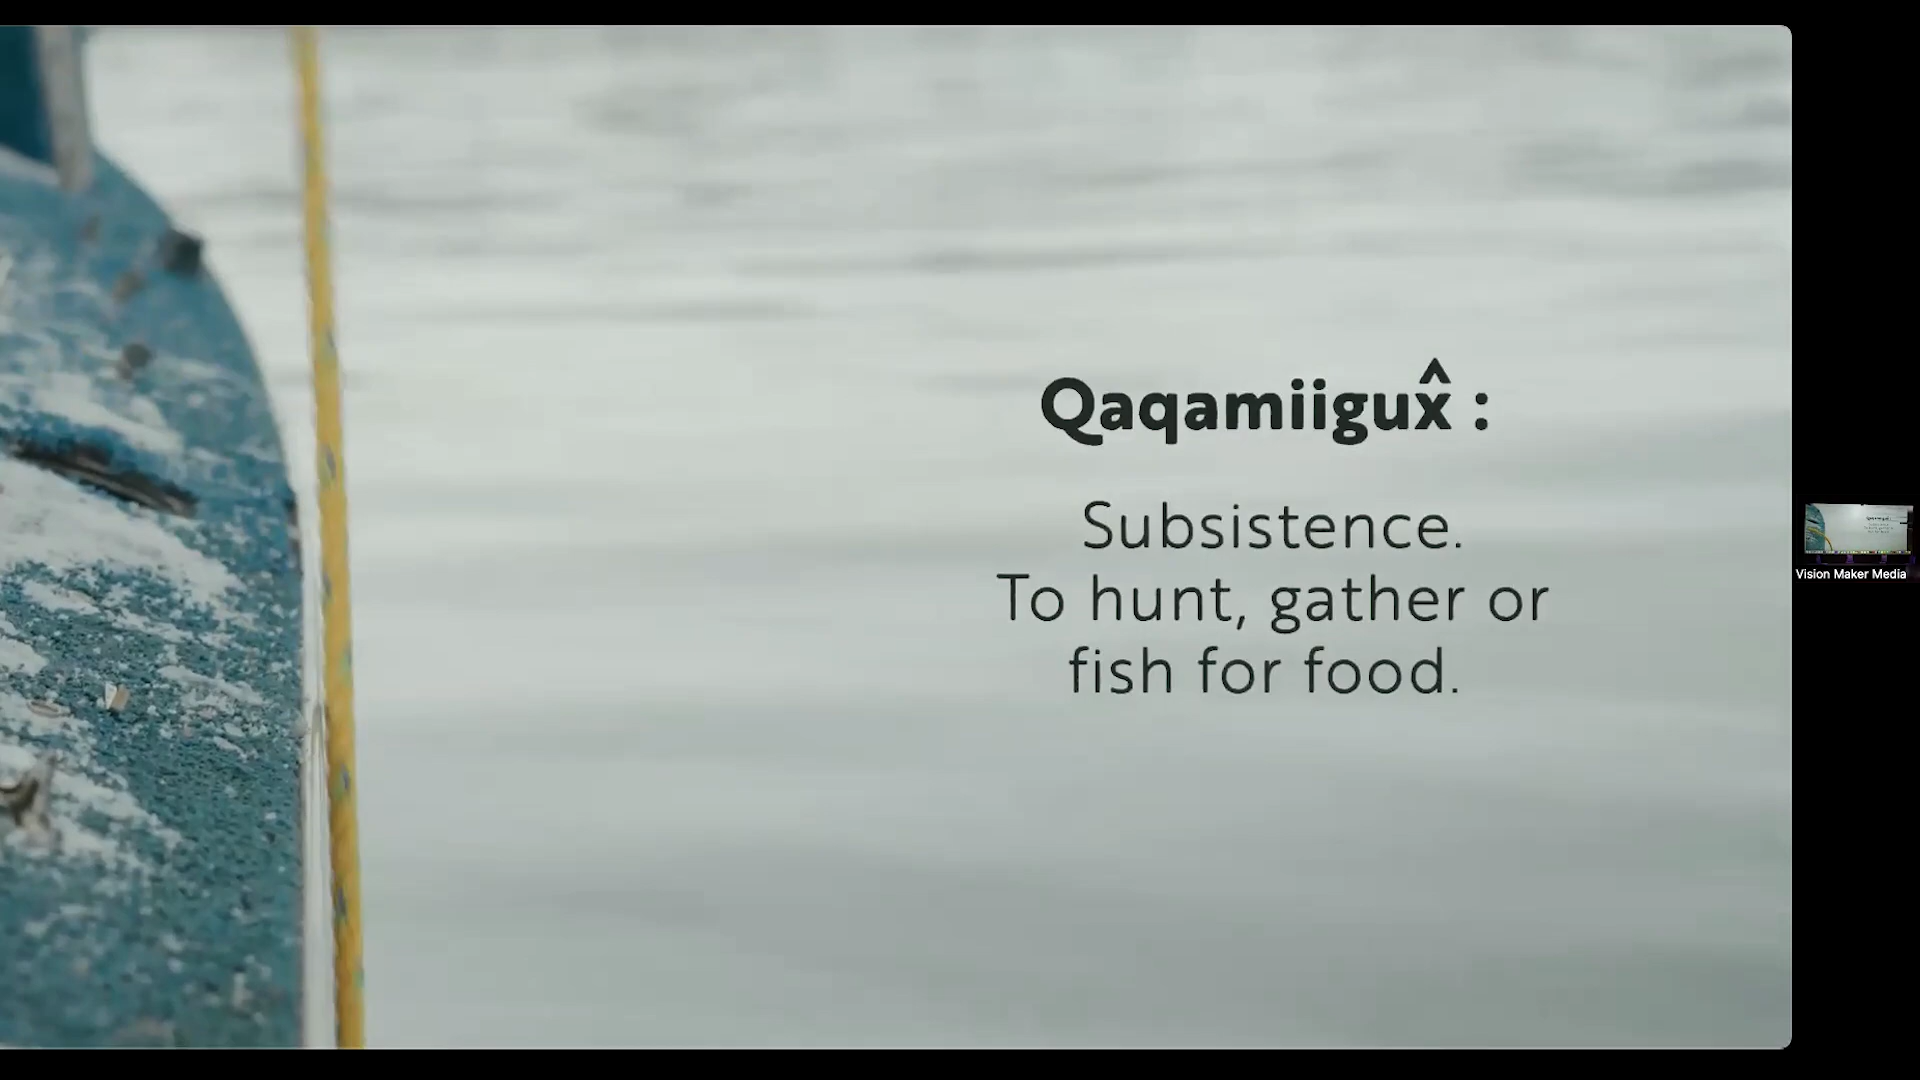 Qaqamiigux̂ :
Subsistence.
To hunt, gather or
fish for food.
Vision Maker Media